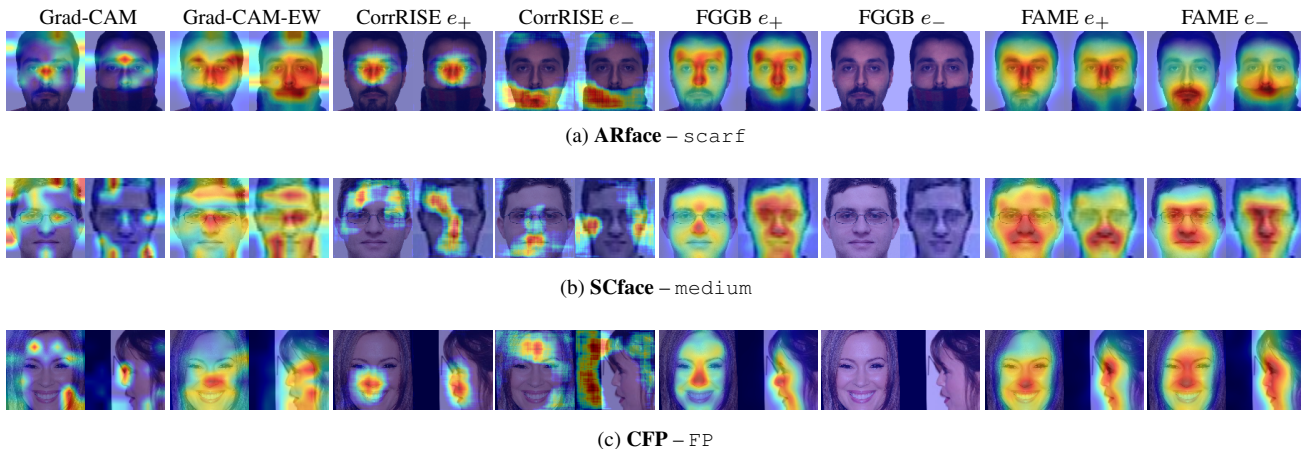 Grad-CAM Grad-CAM-EW CorrRISE e₊ CorrRISE e₋ FGGB e₊ FGGB e₋ FAME e₊ FAME e₋
(a) ARface – scarf
(b) SCface – medium
(c) CFP – FP